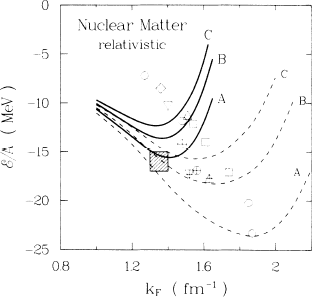 0
Nuclear Matter
relativistic
C
B
A
C
B
A
-5
-10
-15
-20
-25
ℰ/A ( MeV )
0.8
1.2
1.6
2
k_F ( fm⁻¹ )